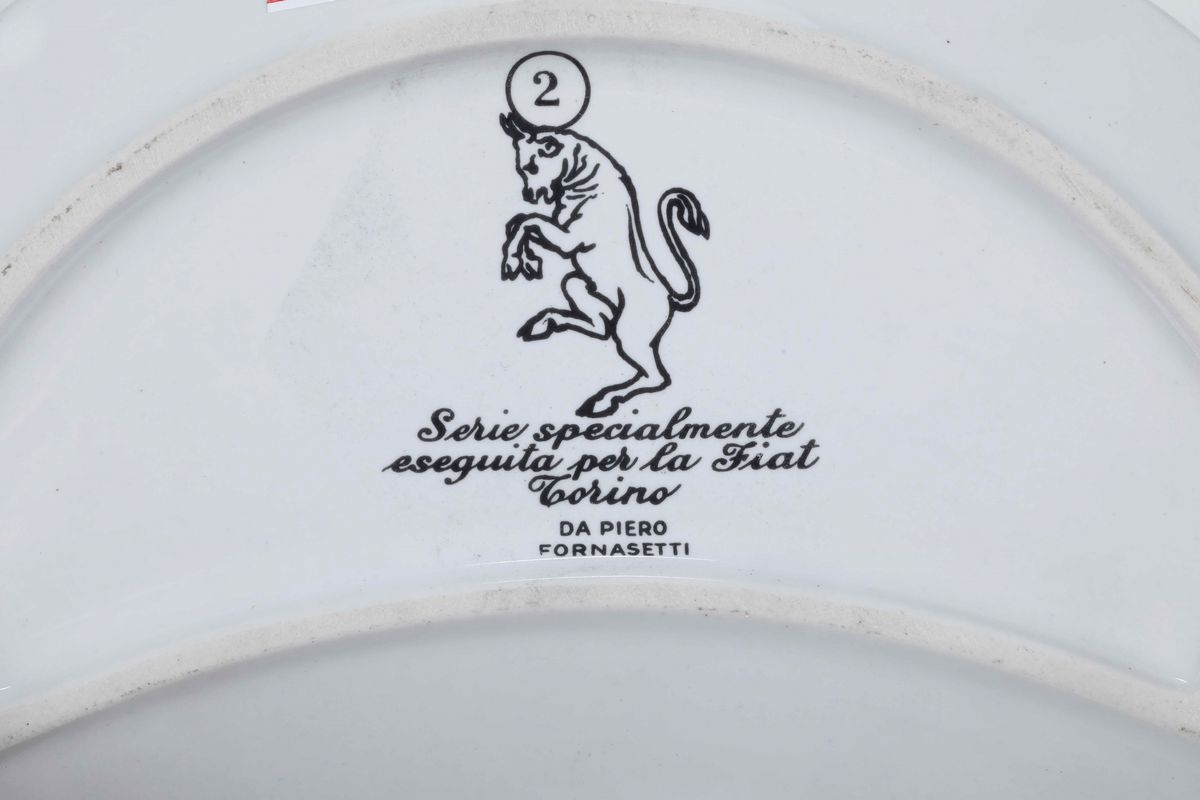 2
Serie specialmente
eseguita per la Fiat
Torino
DA PIERO
FORNASETTI